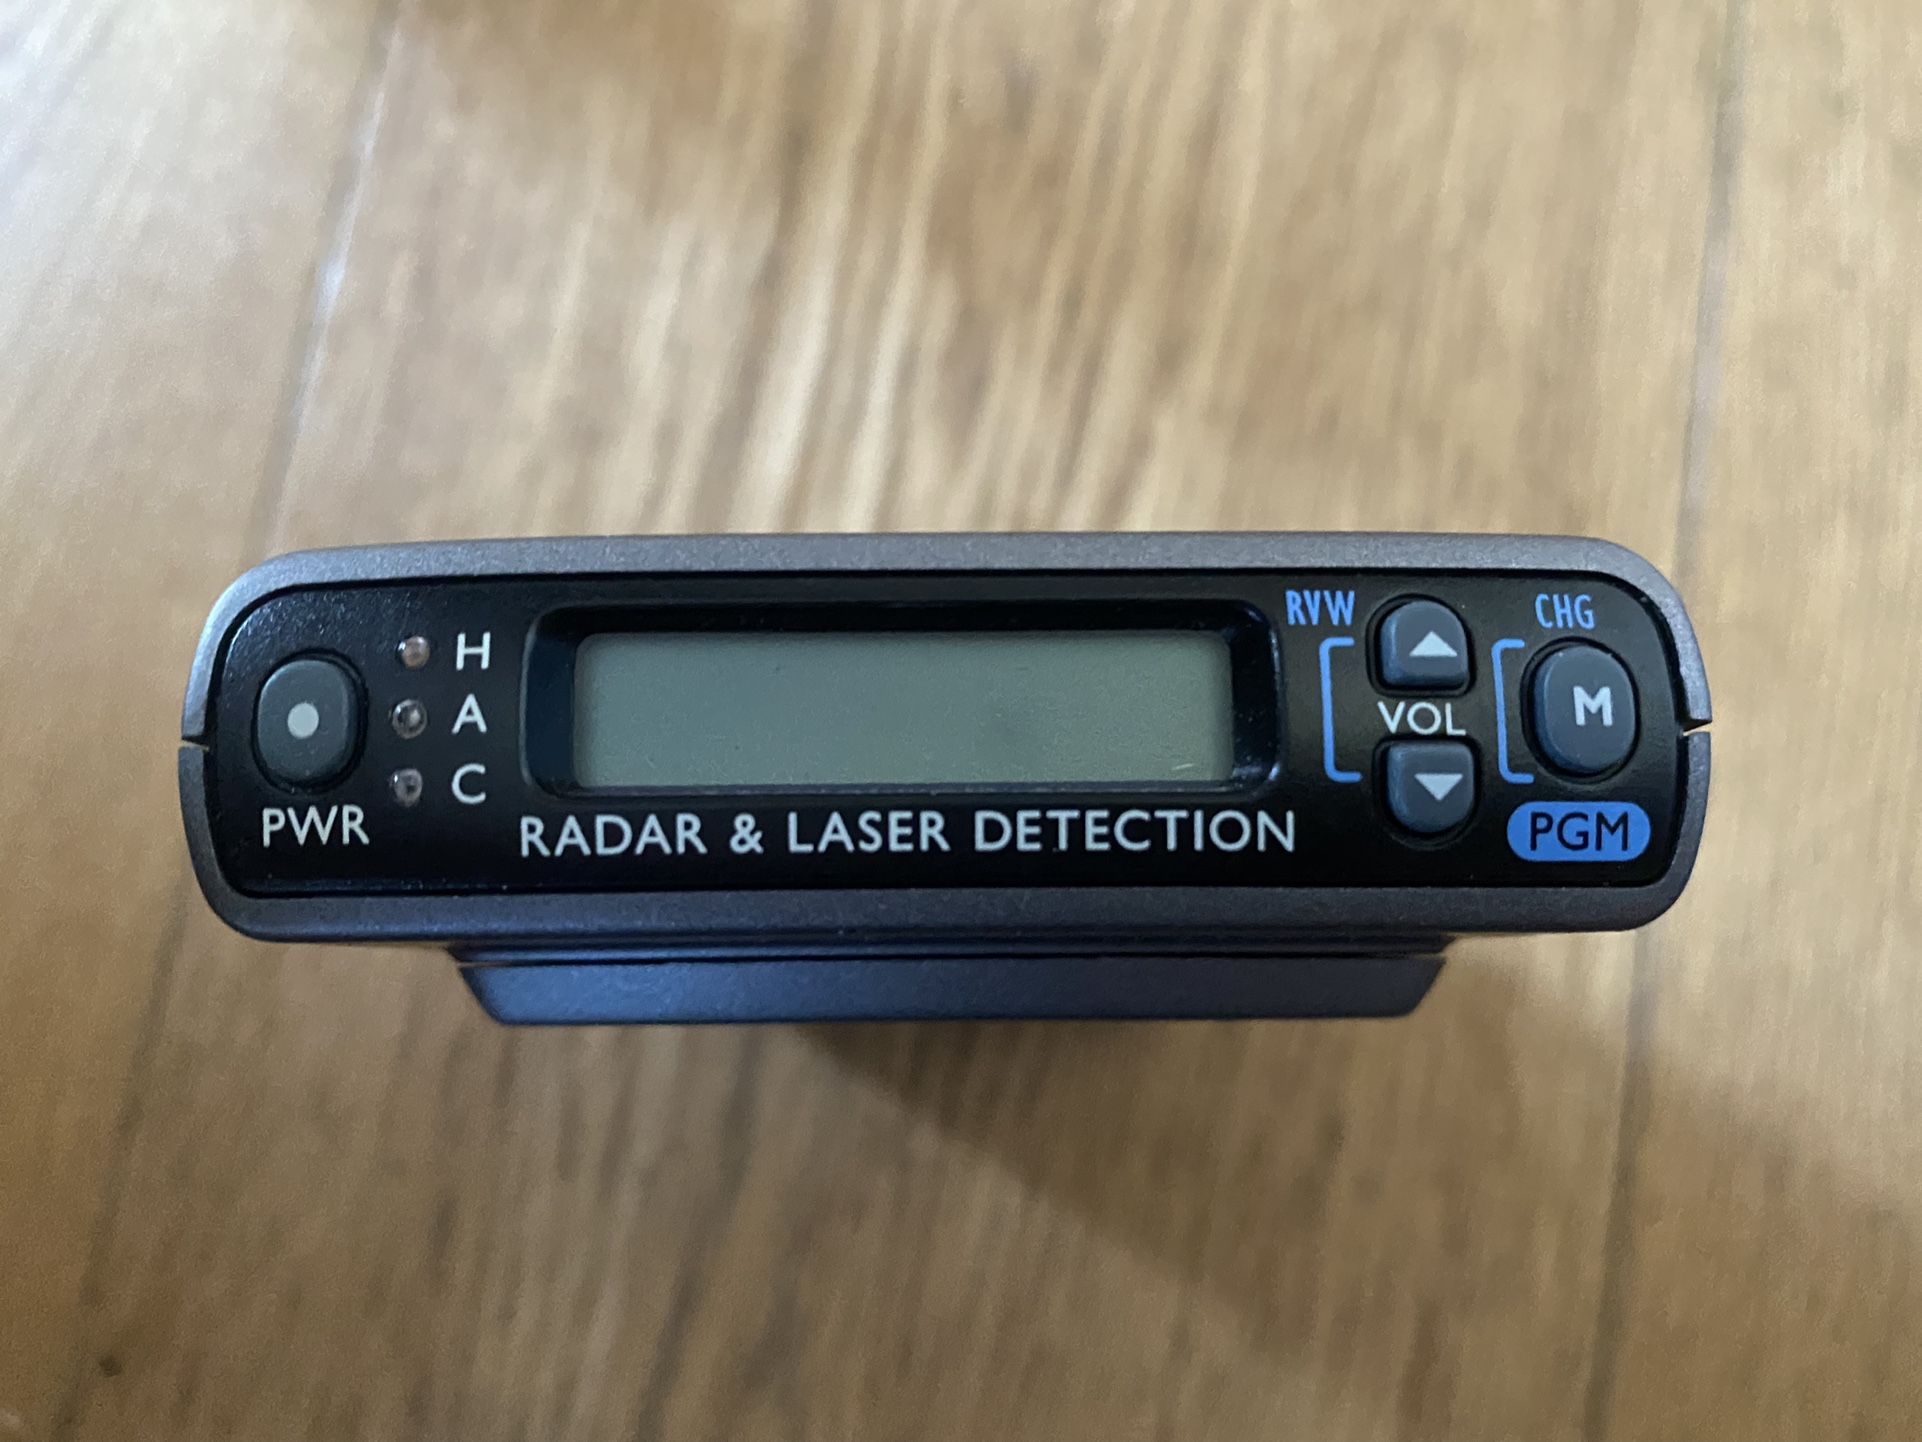 PWR
H
A
C
RADAR & LASER DETECTION
RVW
VOL
CHG
M
PGM